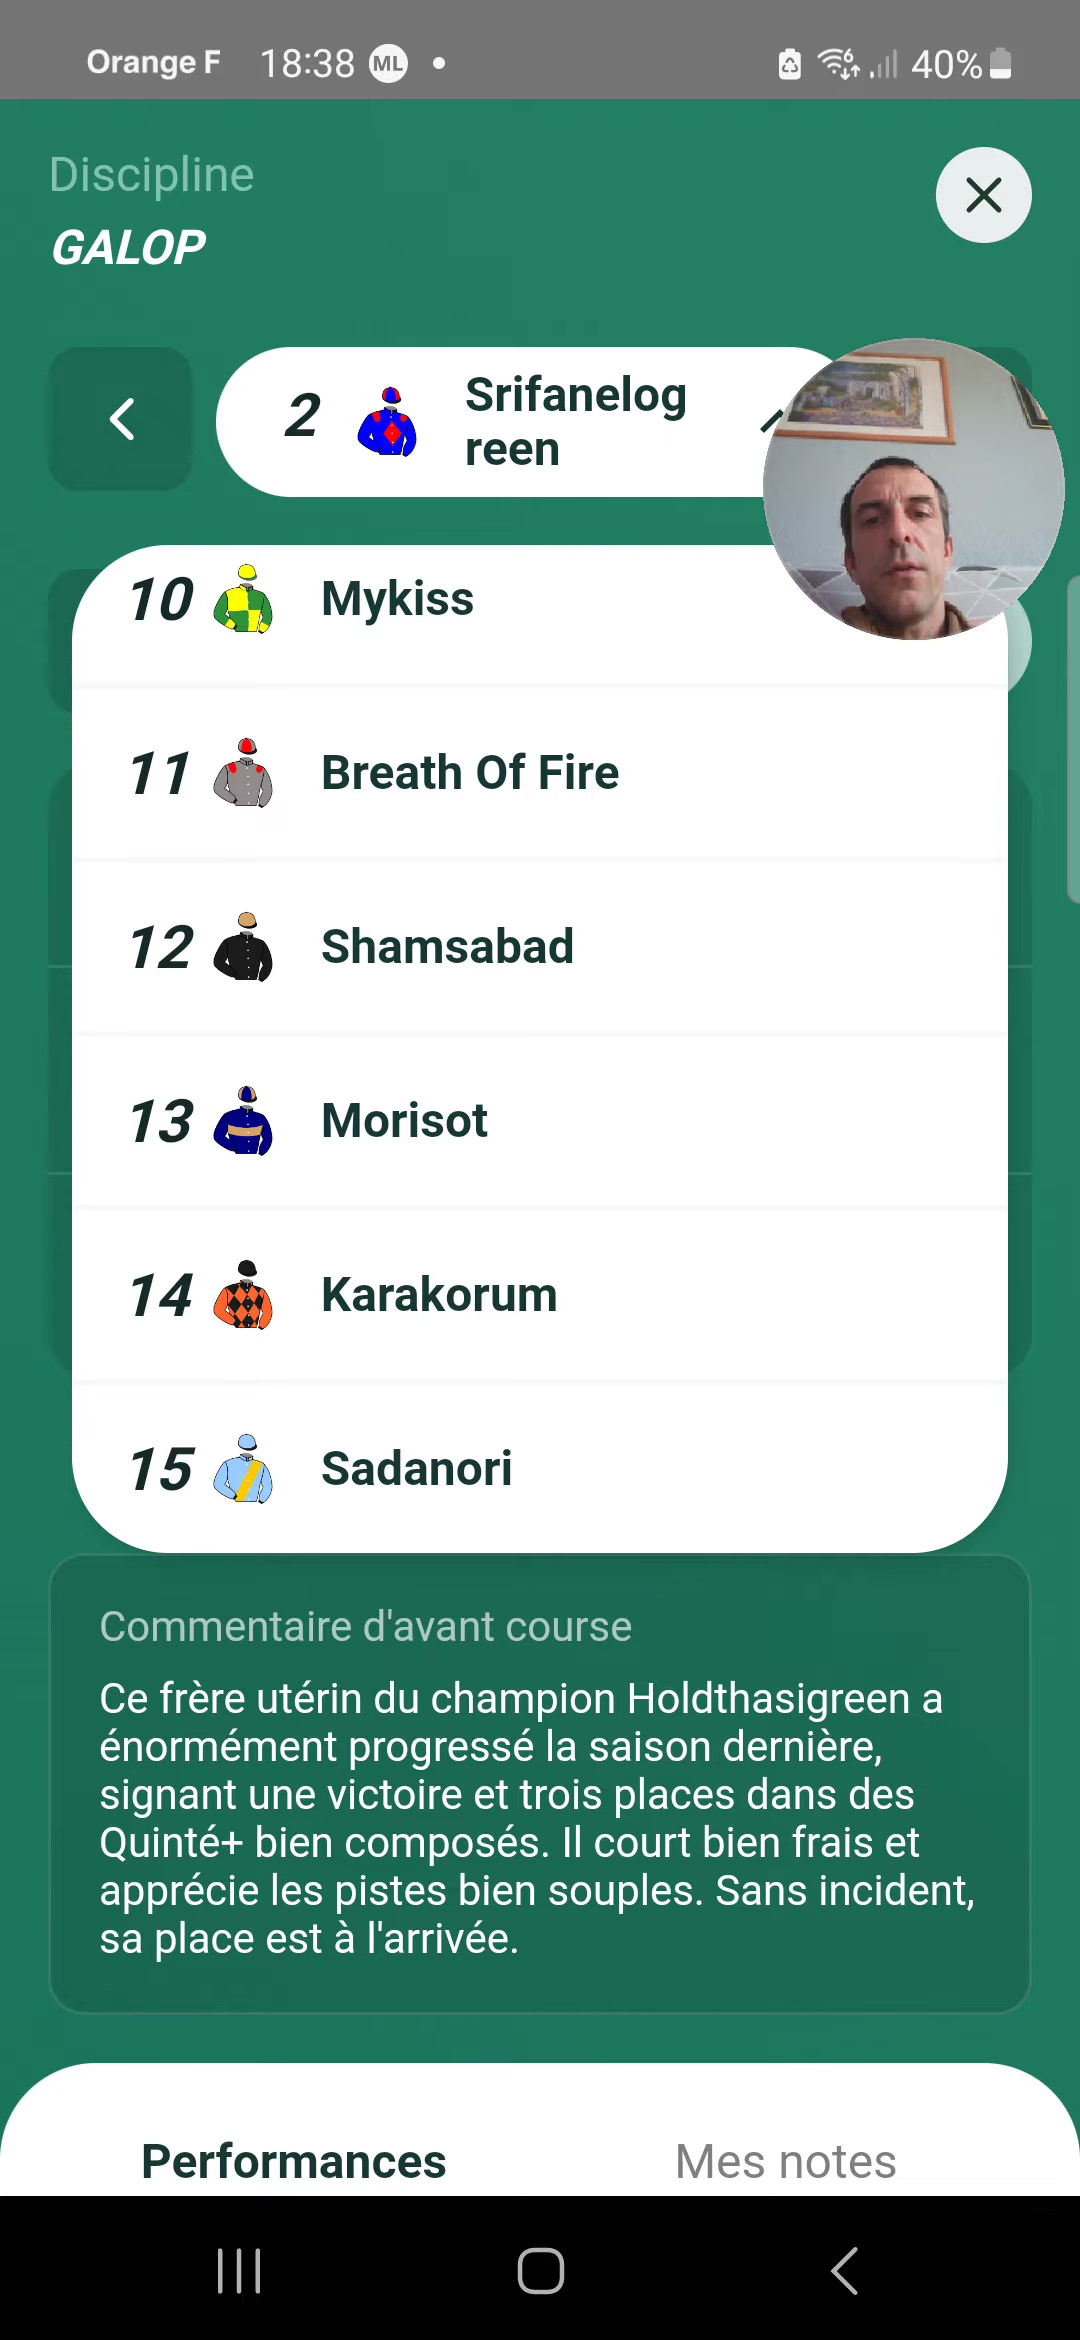 Orange F 18:38 ML 40%
Discipline
GALOP
2 Srifanelog
reen
10 Mykiss
11 Breath Of Fire
12 Shamsabad
13 Morisot
14 Karakorum
15 Sadanori
Commentaire d'avant course
Ce frère utérin du champion Holdthasigreen a
énormément progressé la saison dernière,
signant une victoire et trois places dans des
Quinté+ bien composés. Il court bien frais et
apprécie les pistes bien souples. Sans incident,
sa place est à l'arrivée.
Performances Mes notes